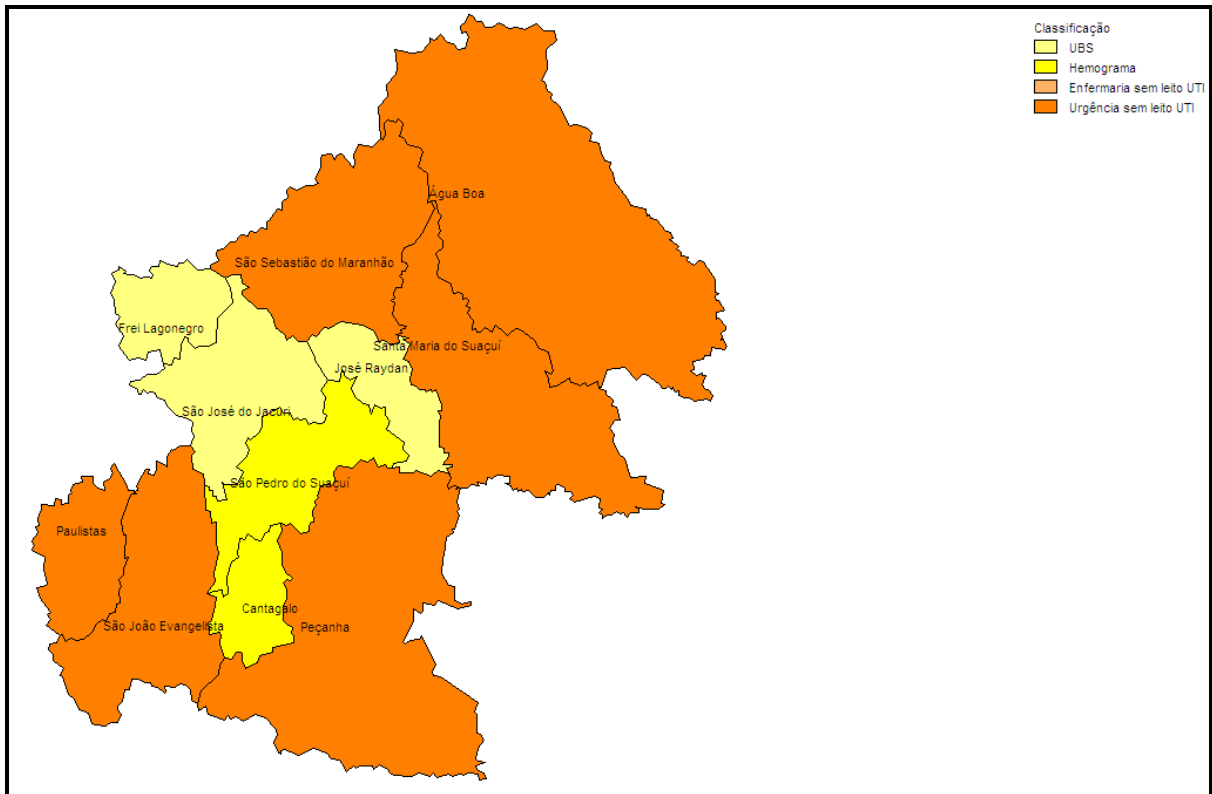 Classificação
UBS
Hemograma
Enfermaria sem leito UTI
Urgência sem leito UTI
Água Boa
São Sebastião do Maranhão
Frei Lagonegro
Santa Maria do Suaçuí
José Raydan
São José do Jacuri
São Pedro do Suaçuí
Paulistas
Cantagalo
São João Evangelista
Peçanha